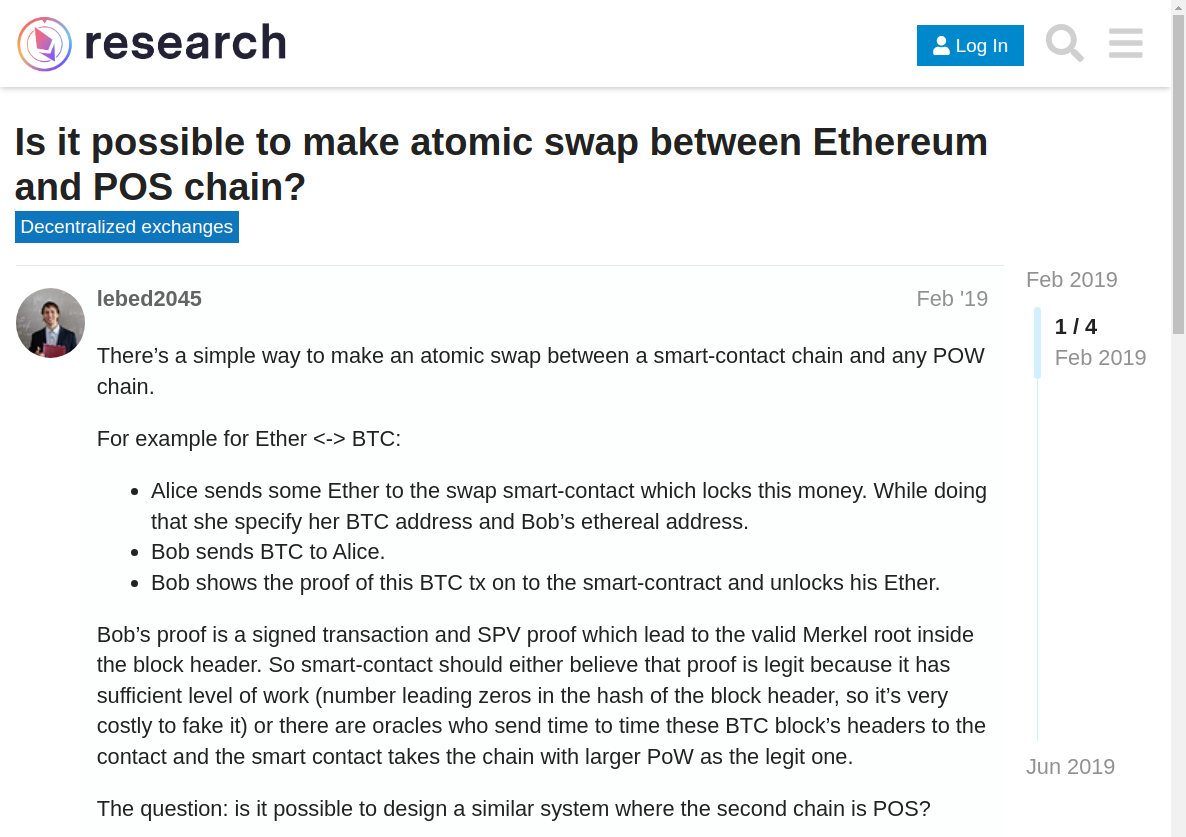 research
Log In
Is it possible to make atomic swap between Ethereum
and POS chain?
Decentralized exchanges
lebed2045
Feb '19
There’s a simple way to make an atomic swap between a smart-contact chain and any POW
chain.
For example for Ether <-> BTC:
• Alice sends some Ether to the swap smart-contact which locks this money. While doing
that she specify her BTC address and Bob’s ethereal address.
• Bob sends BTC to Alice.
• Bob shows the proof of this BTC tx on to the smart-contract and unlocks his Ether.
Bob’s proof is a signed transaction and SPV proof which lead to the valid Merkel root inside
the block header. So smart-contact should either believe that proof is legit because it has
sufficient level of work (number leading zeros in the hash of the block header, so it’s very
costly to fake it) or there are oracles who send time to time these BTC block’s headers to the
contact and the smart contact takes the chain with larger PoW as the legit one.
The question: is it possible to design a similar system where the second chain is POS?
Feb 2019
1 / 4
Feb 2019
Jun 2019